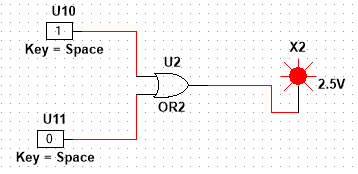 U10
1
Key = Space
U2
OR2
X2
2.5V
U11
0
Key = Space